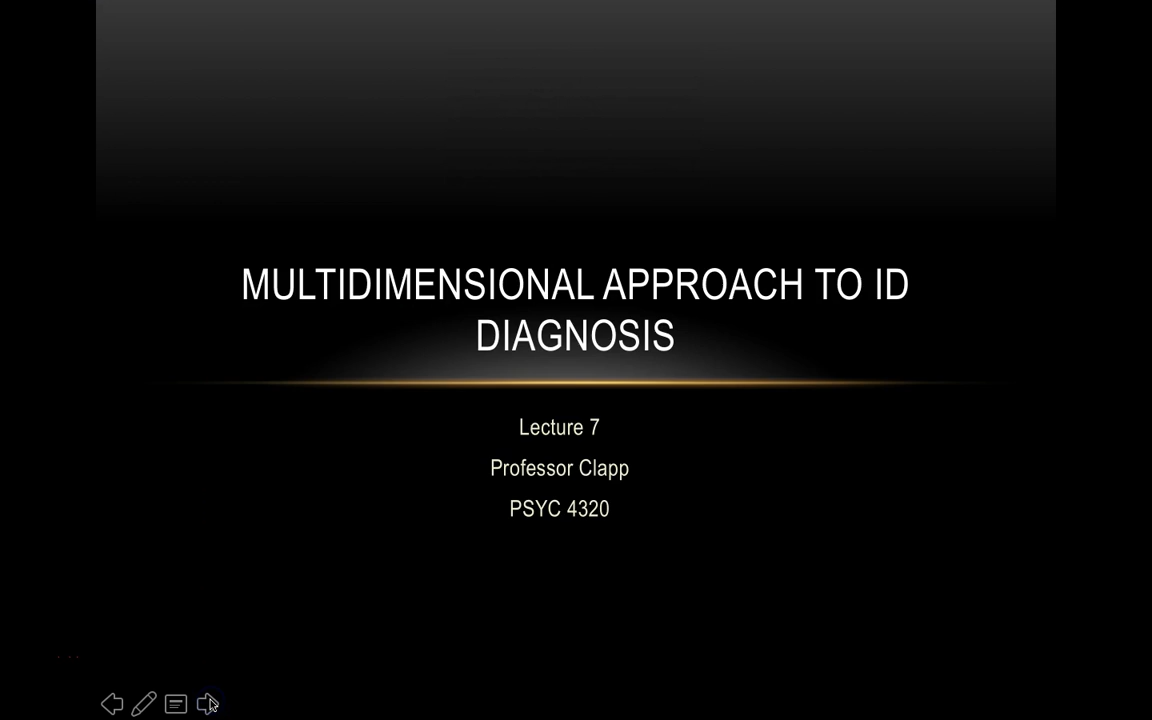 MULTIDIMENSIONAL APPROACH TO ID
DIAGNOSIS
Lecture 7
Professor Clapp
PSYC 4320